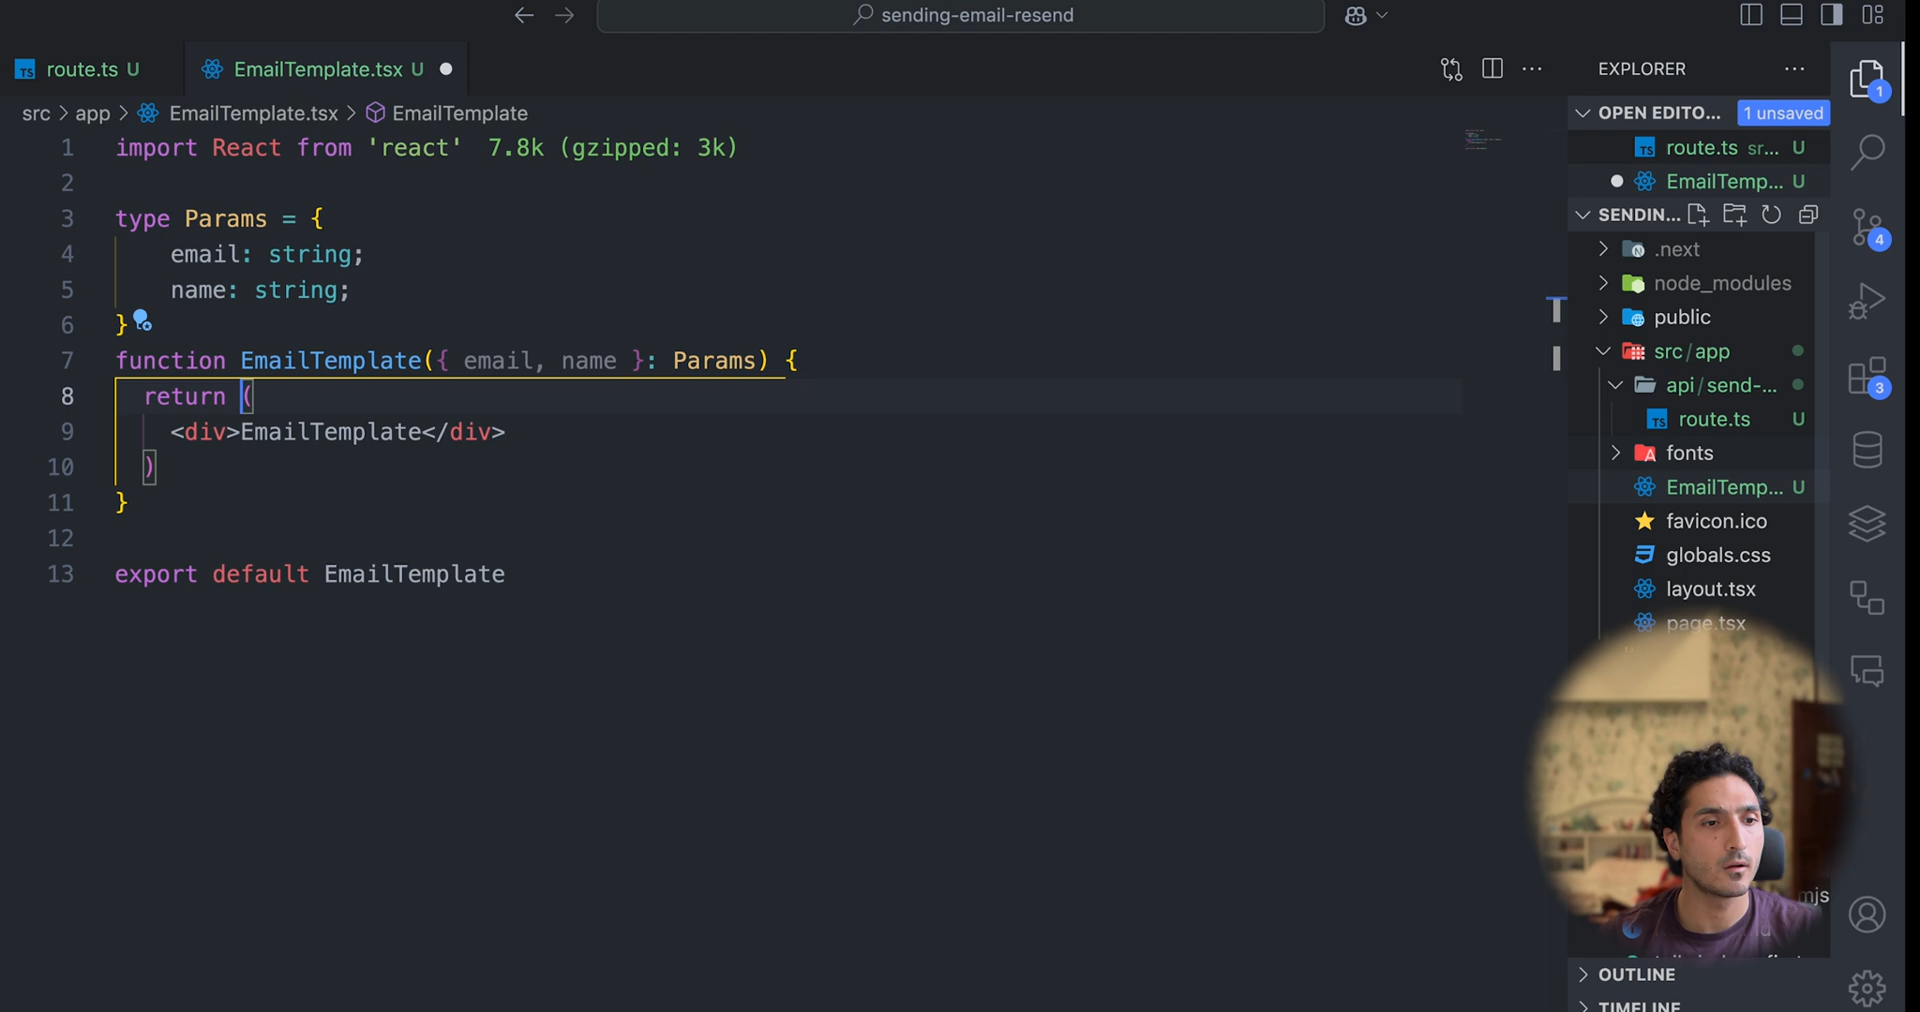 sending-email-resend
route.ts U
EmailTemplate.tsx U
src > app > EmailTemplate.tsx > EmailTemplate
1 import React from 'react' 7.8k (gzipped: 3k)
2
3 type Params = {
4 email: string;
5 name: string;
6 }
7 function EmailTemplate({ email, name }: Params) {
8 return (
9 <div>EmailTemplate</div>
10 )
11 }
12
13 export default EmailTemplate
EXPLORER
OPEN EDITO... 1 unsaved
route.ts sr... U
EmailTemp... U
SENDIN...
.next
node_modules
public
src/app
api/send-...
route.ts U
fonts
EmailTemp... U
favicon.ico
globals.css
layout.tsx
page.tsx
mjs
OUTLINE
TIMELINE
1
4
3